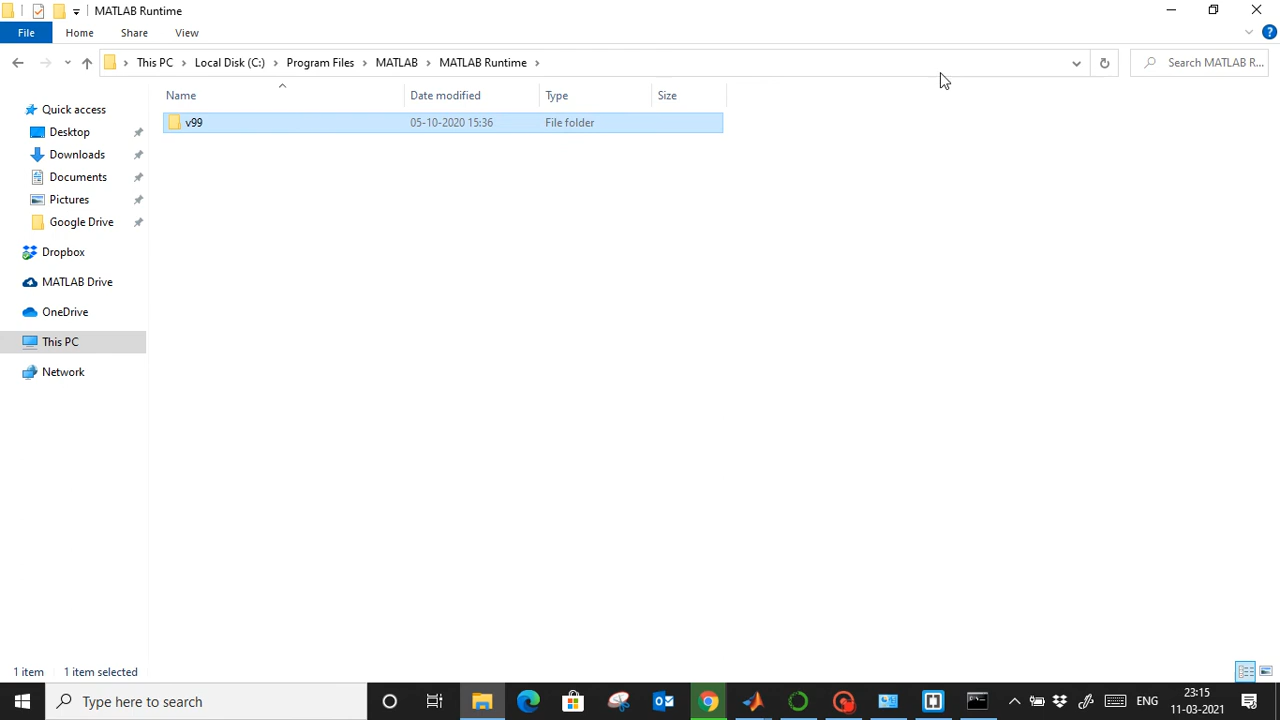 MATLAB Runtime
File Home Share View
This PC Local Disk (C:) Program Files MATLAB MATLAB Runtime
Search MATLAB R...
Name Date modified Type Size
v99 05-10-2020 15:36 File folder
Quick access
Desktop
Downloads
Documents
Pictures
Google Drive
Dropbox
MATLAB Drive
OneDrive
This PC
Network
1 item 1 item selected
Type here to search
ENG
23:15
11-03-2021